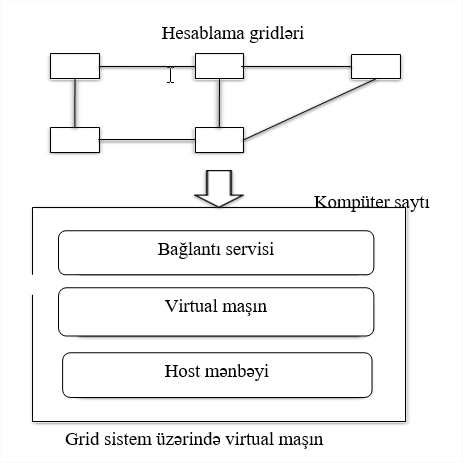 Hesablama gridləri
Kompüter saytı
Bağlantı servisi
Virtual maşın
Host mənbəyi
Grid sistem üzərində virtual maşın